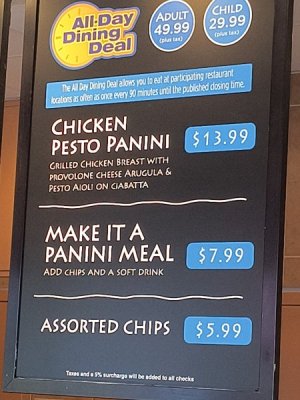 All-Day
Dining
Deal
ADULT
49.99
(plus tax)
CHILD
29.99
(plus tax)
The All Day Dining Deal allows you to eat at participating restaurant
locations as often as once every 90 minutes until the published closing time.
CHICKEN
PESTO PANINI
$13.99
GRILLED CHICKEN BREAST WITH
PROVOLONE CHEESE ARUGULA &
PESTO AIOLI ON CIABATTA
MAKE IT A
PANINI MEAL
$7.99
ADD CHIPS AND A SOFT DRINK
ASSORTED CHIPS
$5.99
Taxes and a 5% surcharge will be added to all checks